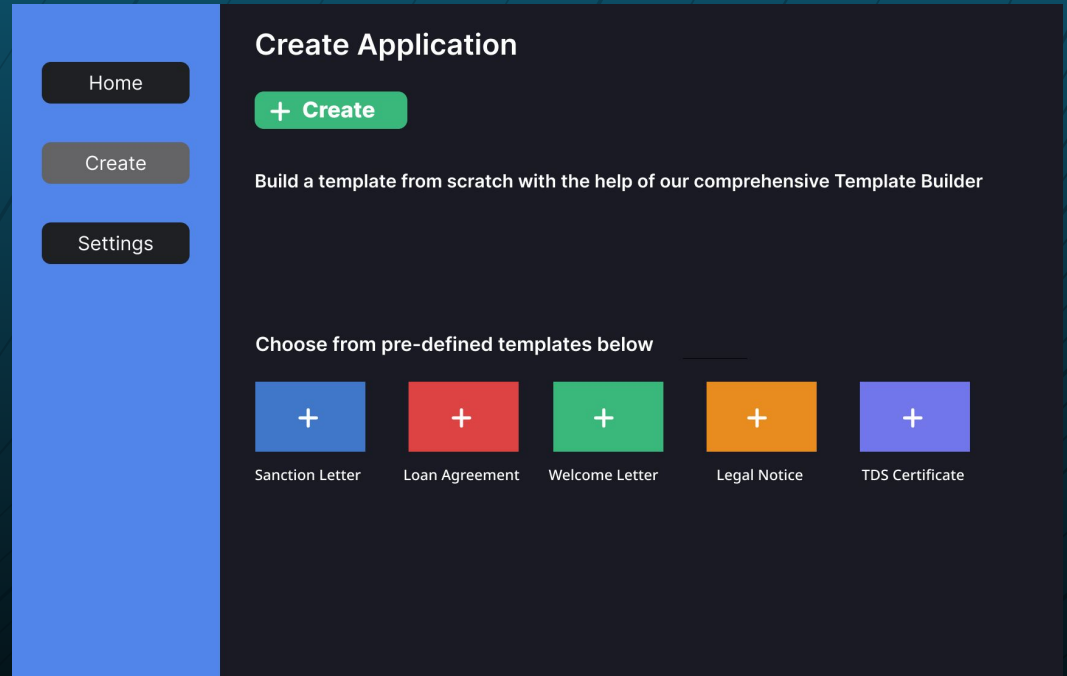 Home
Create
Settings
Create Application
+ Create
Build a template from scratch with the help of our comprehensive Template Builder
Choose from pre-defined templates below
+ + + + +
Sanction Letter Loan Agreement Welcome Letter Legal Notice TDS Certificate